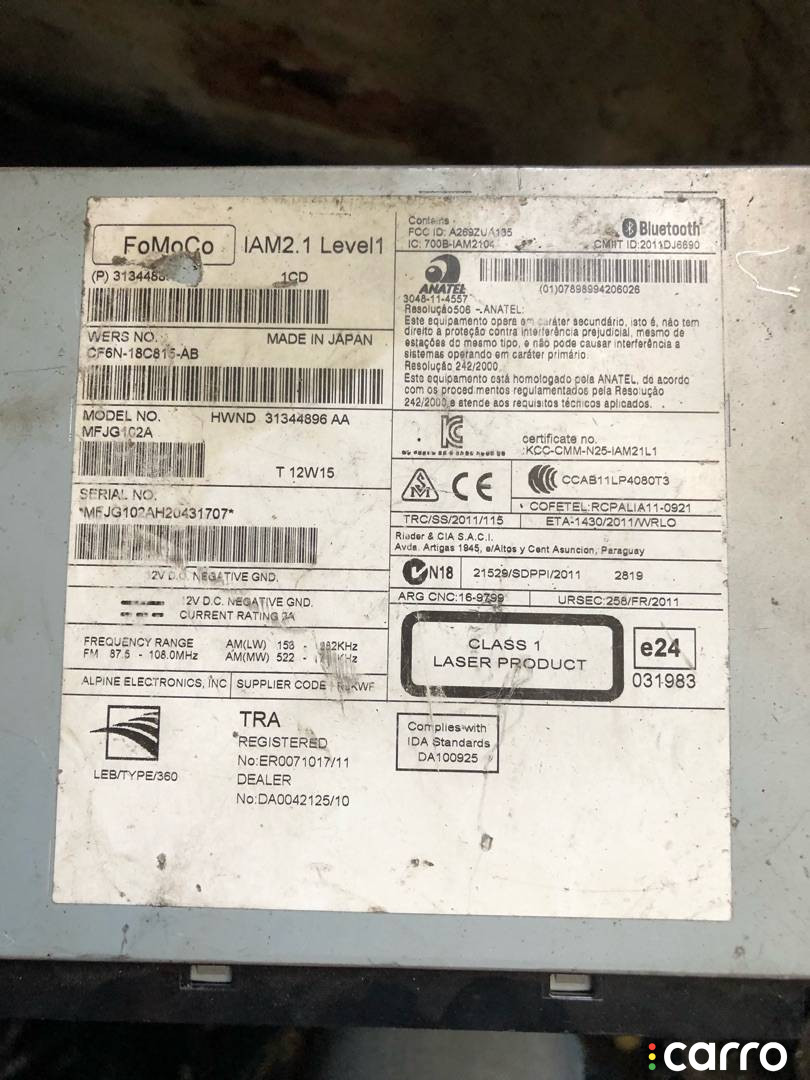 FoMoCo IAM2.1 Level1
(P) 1CD
WERS NO. MADE IN JAPAN
CF6N-18C815-AB
MODEL NO. HWND 31344896 AA
MFJG102A
T 12W15
SERIAL NO.
*MFJG102AH20431707*
12V D.C. NEGATIVE GND.
12V D.C. NEGATIVE GND.
CURRENT RATING
FREQUENCY RANGE AM(LW) 153 -
FM 87.5 - 108.0MHz AM(MW) 522 -
ALPINE ELECTRONICS, INC SUPPLIER CODE
LEB/TYPE/360
TRA
REGISTERED
No:ER0071017/11
DEALER
No:DA0042125/10
Contains
FCC ID: A269ZUA135
IC: 700B-IAM2104
Bluetooth
CMIIT ID:2011DJ6690
ANATEL
(01)07898994206026
3048-11-4557
Resolução506 - ANATEL:
Este equipamento opera em caráter secundário, isto é, não tem
direito à proteção contra interferência prejudicial, mesmo de
estações do mesmo tipo, e não pode causar interferência a
sistemas operando em caráter primário.
Resolução 242/2000
Este equipamento está homologado pela ANATEL, de acordo
com os procedimentos regulamentados pela Resolução
242/2000,e atende aos requisitos técnicos aplicados.
certificate no.
:KCC-CMM-N25-IAM21L1
CE
CCAB11LP4080T3
COFETEL:RCPALIA11-0921
TRC/SS/2011/115 ETA-1430/2011/WRLO
Rieder & CIA S.A.C.I.
Avda. Artigas 1945, e/Altos y Cent Asuncion, Paraguay
N18 21529/SDPPI/2011 2819
ARG CNC:16-9799 URSEC:258/FR/2011
CLASS 1
LASER PRODUCT
e24
031983
Complies with
IDA Standards
DA100925
carro